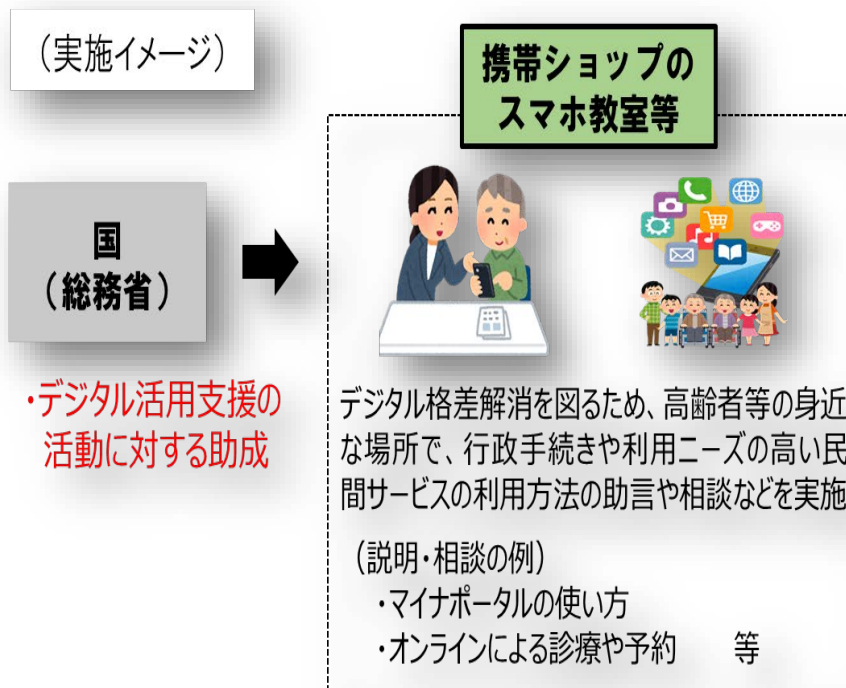 （実施イメージ）
携帯ショップの
スマホ教室等
国
（総務省）
・デジタル活用支援の
活動に対する助成
デジタル格差解消を図るため、高齢者等の身近
な場所で、行政手続きや利用ニーズの高い民
間サービスの利用方法の助言や相談などを実施
（説明・相談の例）
・マイナポータルの使い方
・オンラインによる診療や予約　　等